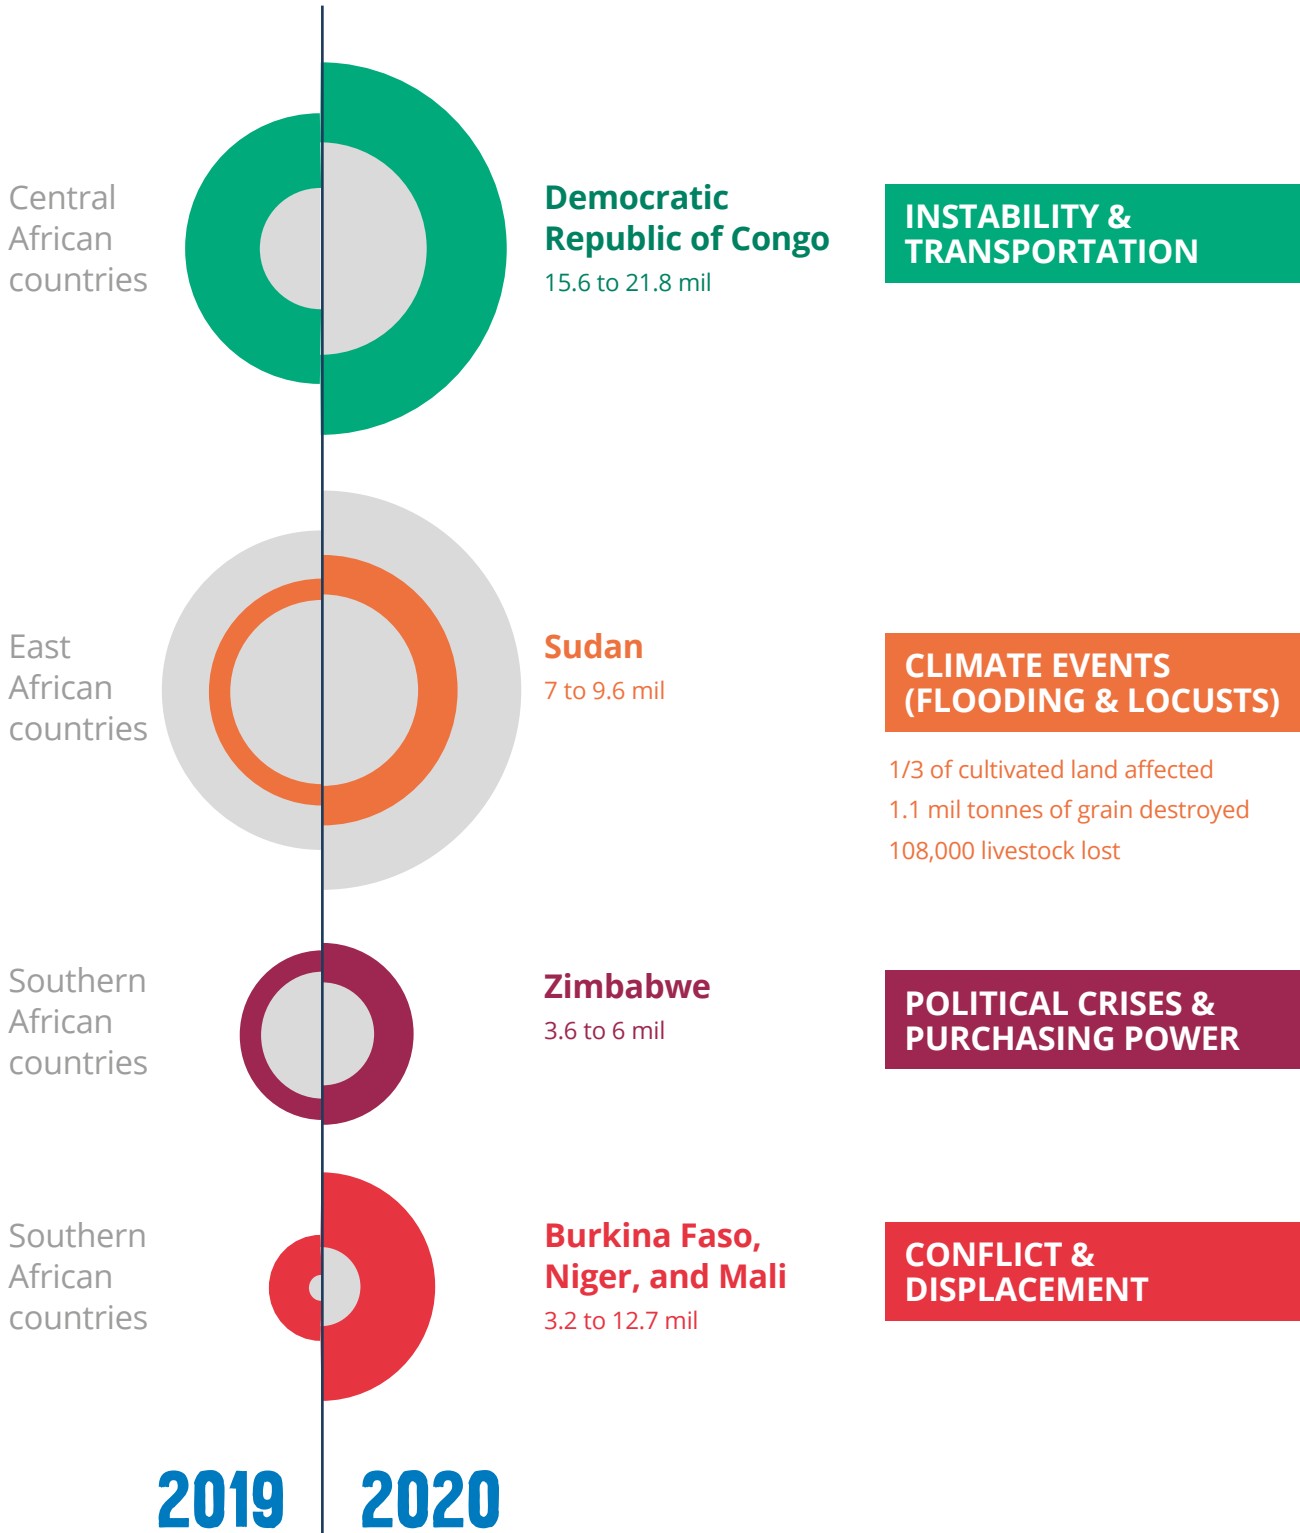 Central
African
countries
Democratic
Republic of Congo
15.6 to 21.8 mil
INSTABILITY &
TRANSPORTATION
East
African
countries
Sudan
7 to 9.6 mil
CLIMATE EVENTS
(FLOODING & LOCUSTS)
1/3 of cultivated land affected
1.1 mil tonnes of grain destroyed
108,000 livestock lost
Southern
African
countries
Zimbabwe
3.6 to 6 mil
POLITICAL CRISES &
PURCHASING POWER
Southern
African
countries
Burkina Faso,
Niger, and Mali
3.2 to 12.7 mil
CONFLICT &
DISPLACEMENT
2019
2020